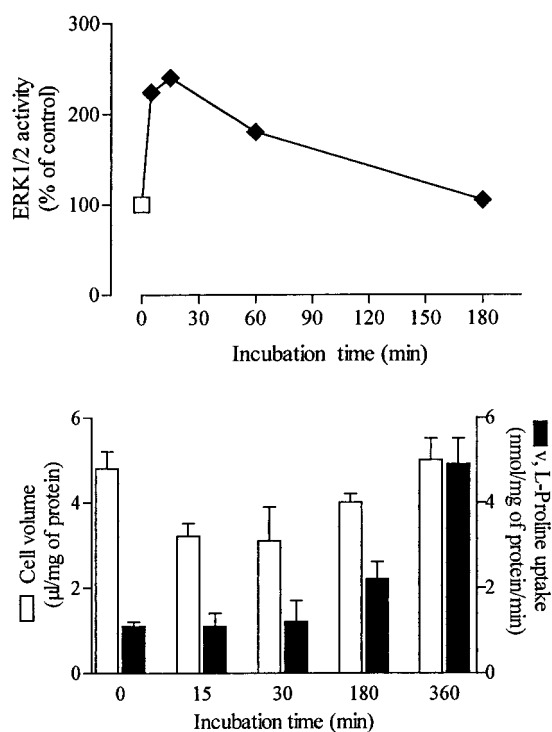 300
200
100
0
ERK1/2 activity
(% of control)
0 30 60 90 120 150 180
Incubation time (min)
6
4
2
0
Cell volume
(µl/mg of protein)
6
4
2
0
v, L-Proline uptake
(nmol/mg of protein/min)
0 15 30 180 360
Incubation time (min)